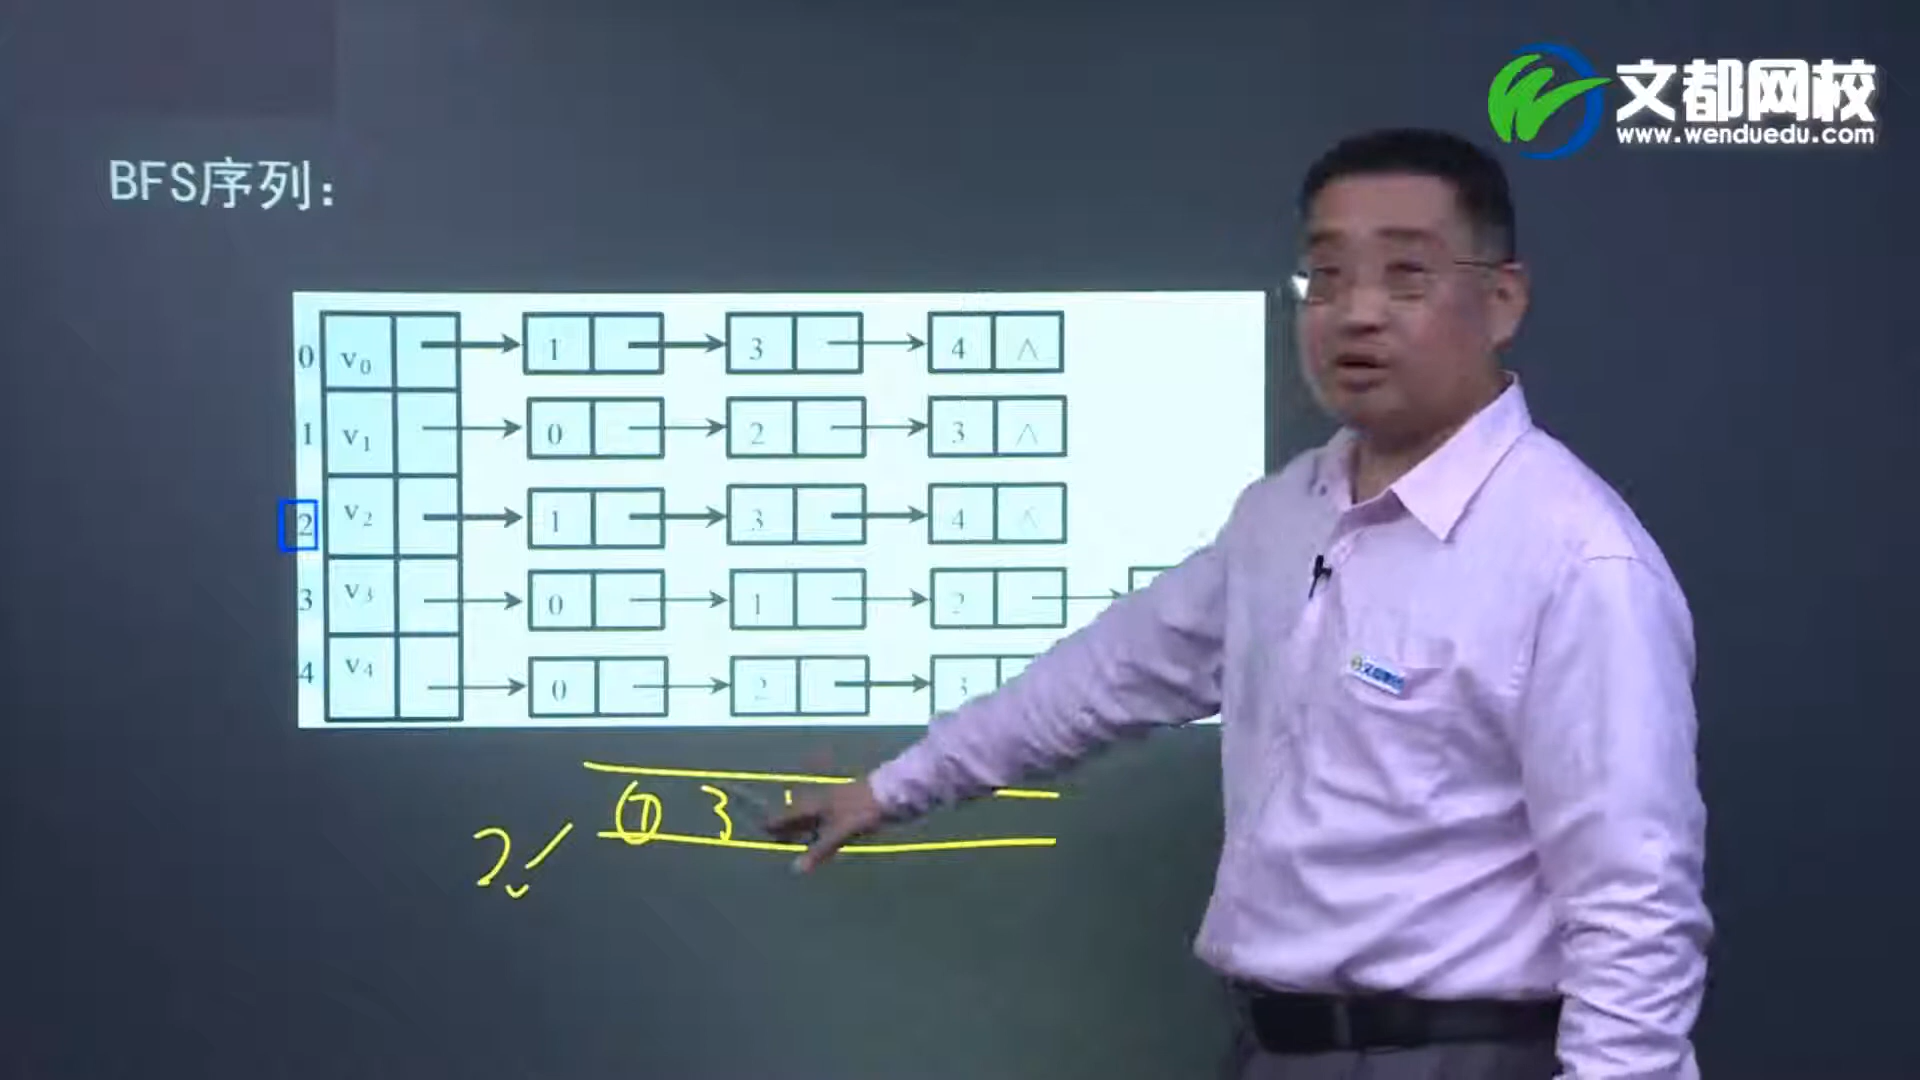 文都网校
www.wenduedu.com
BFS序列:
0 v0 1 3 4 ∧
1 v1 0 2 3 ∧
2 v2 1 3 4 ∧
3 v3 0 1 2
4 v4 0 2 3
① 3
2